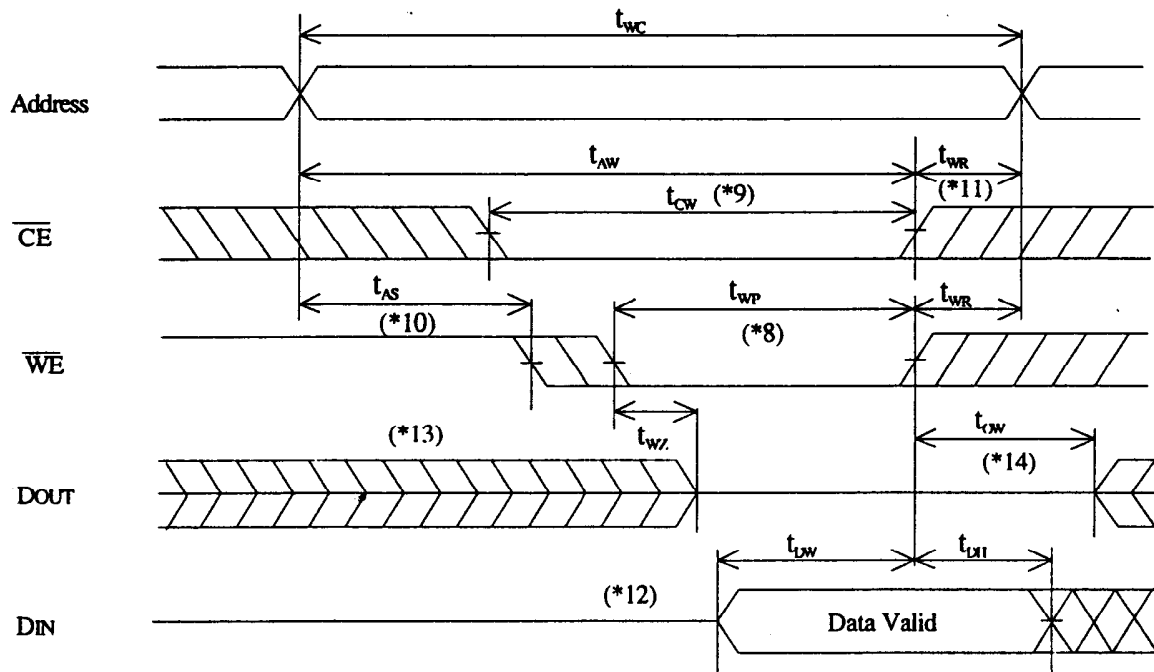 tWC
Address
tAW
tWR
tCW (*9)
(*11)
CE
tAS
(*10)
tWP
(*8)
tWR
WE
tWZ
(*13)
tOW
(*14)
DOUT
tDW
tDH
(*12)
DIN
Data Valid